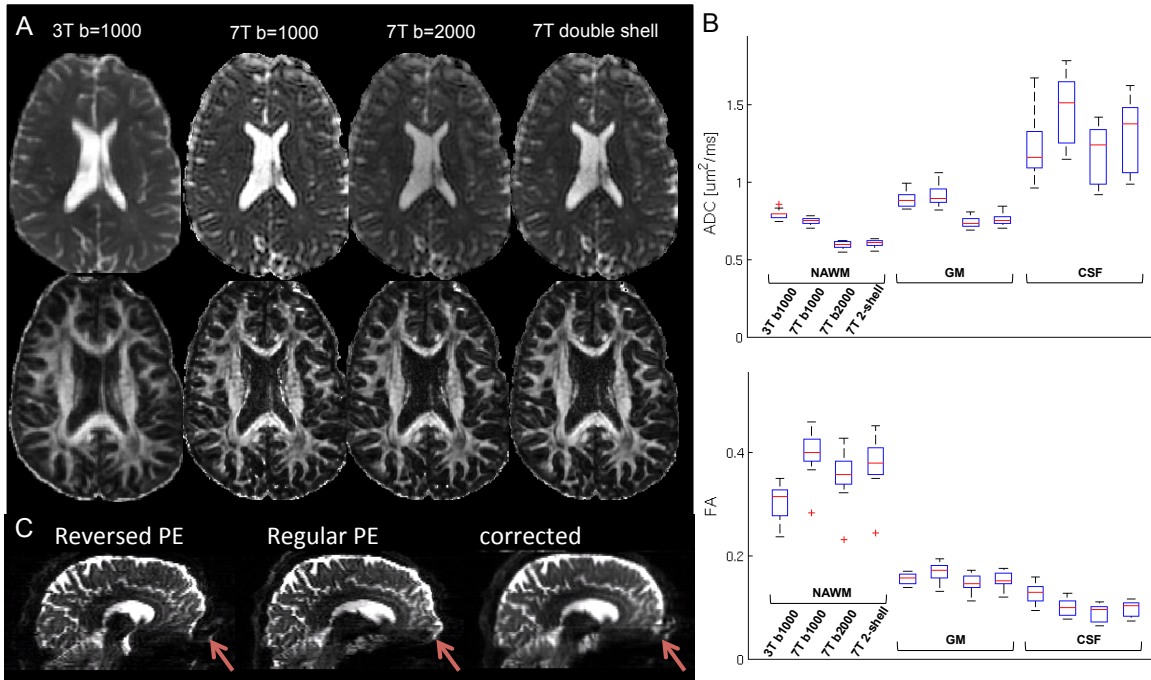 A
3T b=1000
7T b=1000
7T b=2000
7T double shell
B
ADC [um²/ms]
1.5
1
0.5
0
NAWM
GM
CSF
3T b1000
7T b1000
7T b2000
7T 2-shell
FA
0.4
0.2
0
NAWM
GM
CSF
3T b1000
7T b1000
7T b2000
7T 2-shell
C
Reversed PE
Regular PE
corrected